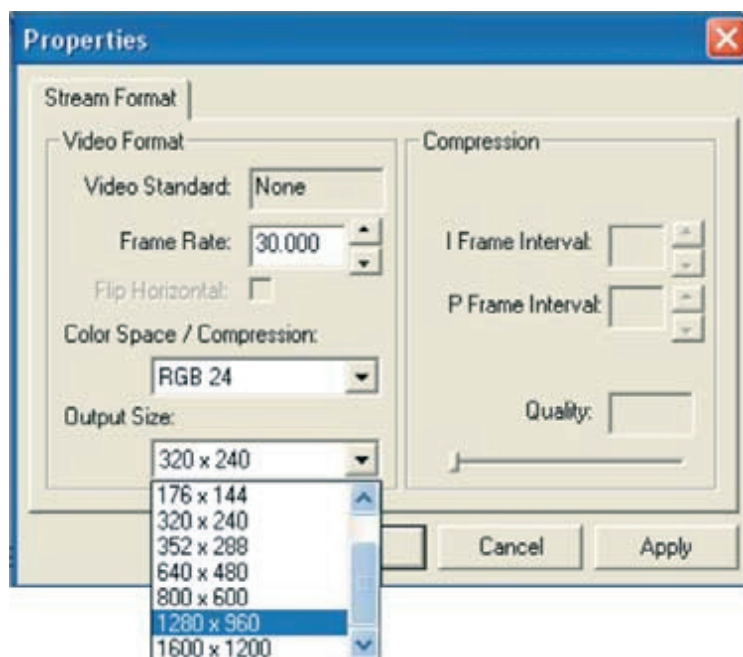 Properties
Stream Format
Video Format
Video Standard: None
Frame Rate: 30.000
Flip Horizontal:
Color Space / Compression:
RGB 24
Output Size:
320 x 240
176 x 144
320 x 240
352 x 288
640 x 480
800 x 600
1280 x 960
1600 x 1200
Compression
I Frame Interval:
P Frame Interval:
Quality:
Cancel
Apply